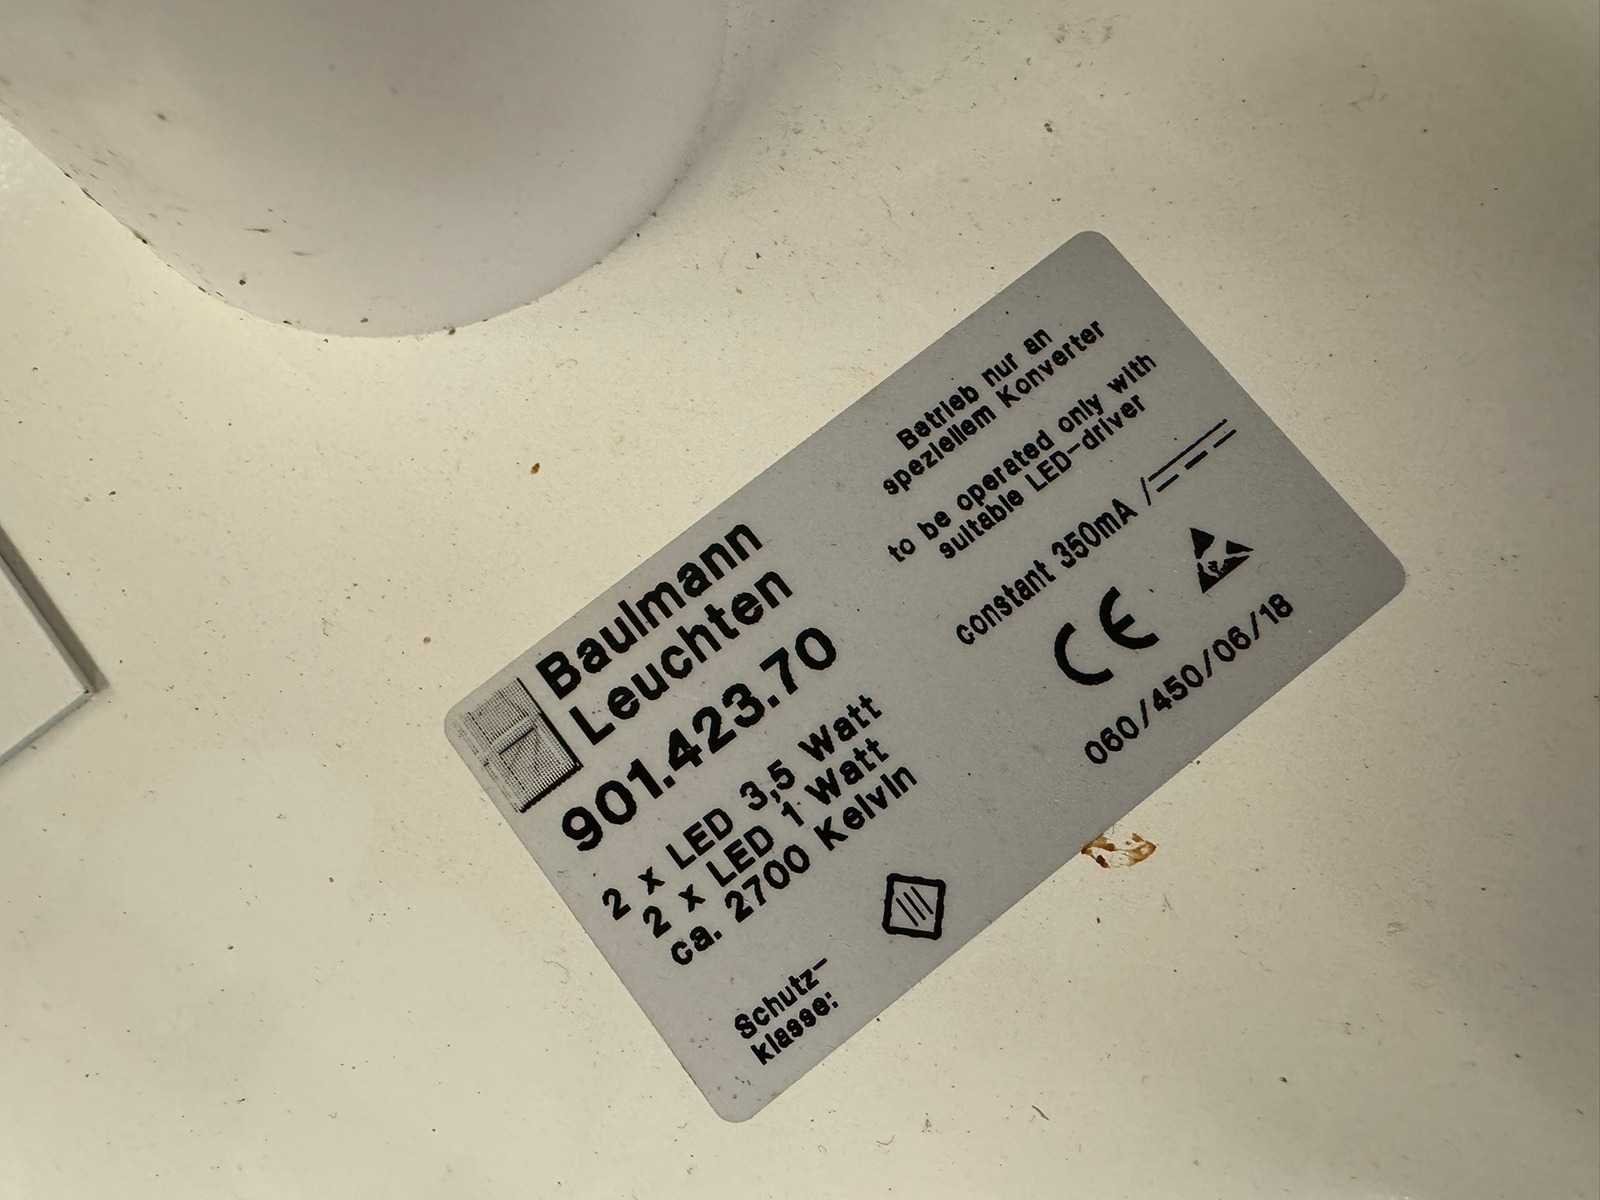 Baulmann
Leuchten
901.423.70
2 x LED 3,5 Watt
2 x LED 1 Watt
ca. 2700 Kelvin
Schutz-
klasse:
Betrieb nur an
speziellem Konverter
to be operated only with
suitable LED-driver
constant 350mA /
CE
060/450/06/18